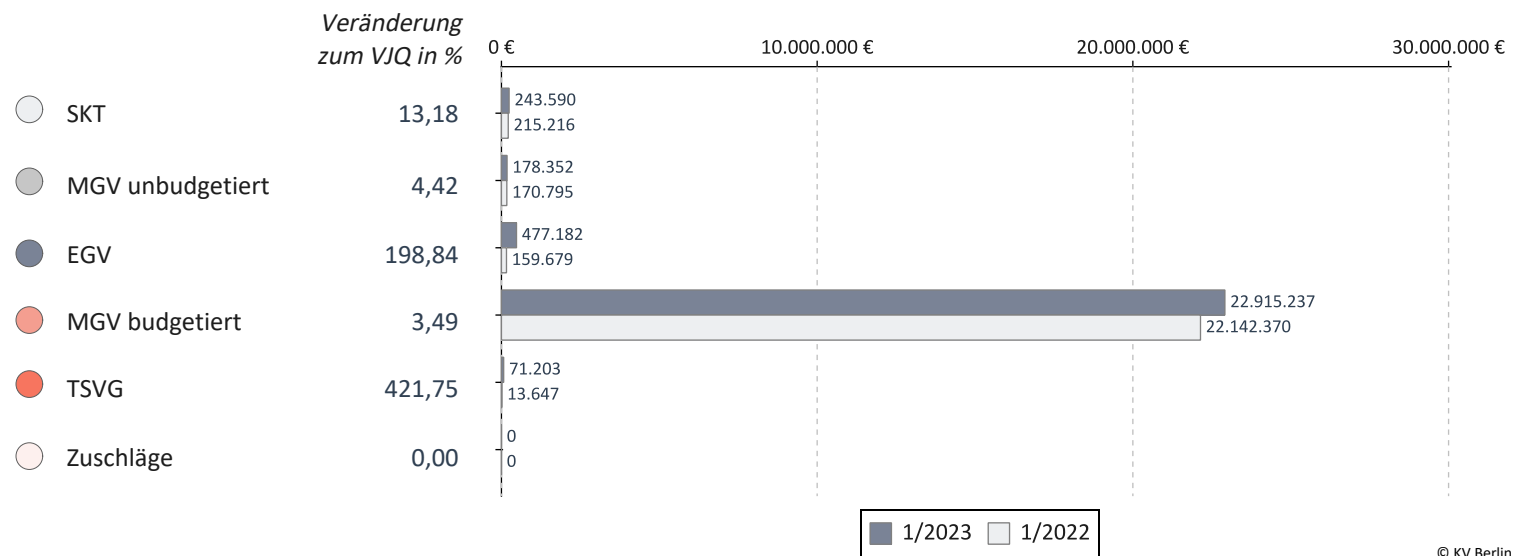 Veränderung
zum VJQ in %
0 € 10.000.000 € 20.000.000 € 30.000.000 €
SKT 13,18 243.590
215.216
MGV unbudgetiert 4,42 178.352
170.795
EGV 198,84 477.182
159.679
MGV budgetiert 3,49 22.915.237
22.142.370
TSVG 421,75 71.203
13.647
Zuschläge 0,00 0
0
1/2023 1/2022
© KV Berlin